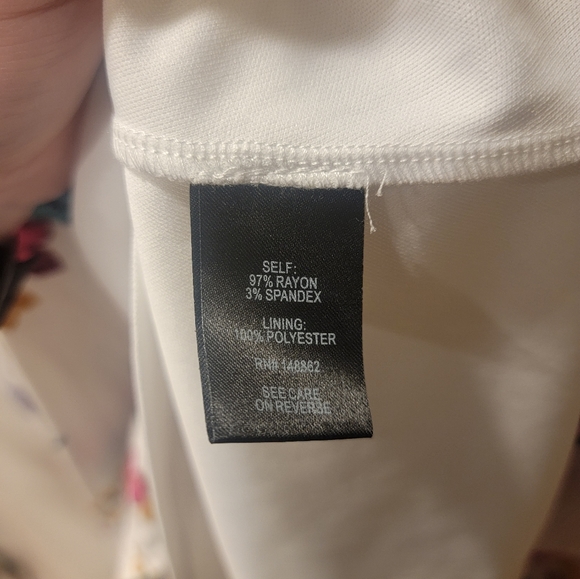 SELF:
97% RAYON
3% SPANDEX
LINING:
100% POLYESTER
RN# 148862
SEE CARE
ON REVERSE